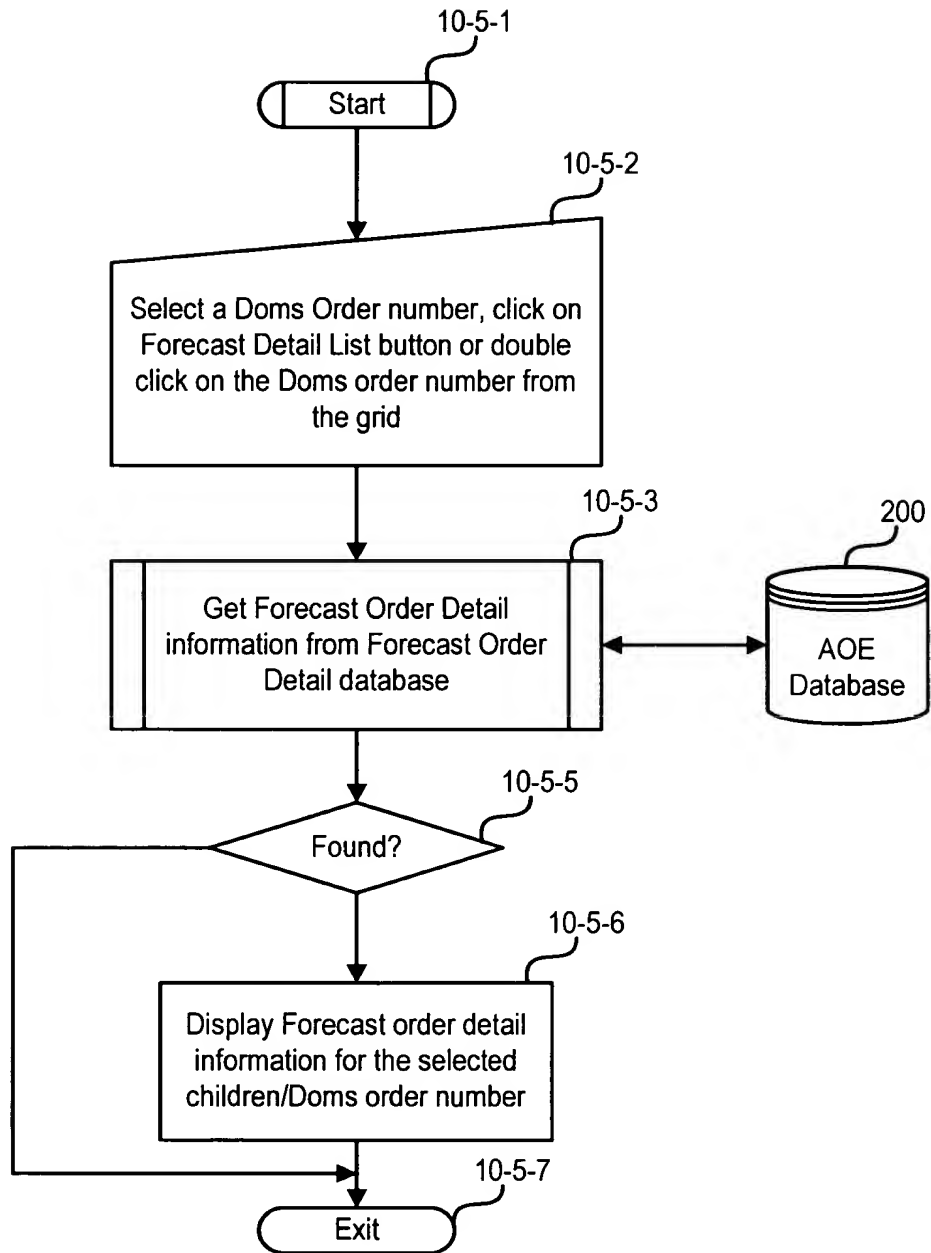 10-5-1
Start
10-5-2
Select a Doms Order number, click on
Forecast Detail List button or double
click on the Doms order number from
the grid
10-5-3
Get Forecast Order Detail
information from Forecast Order
Detail database
200
AOE
Database
10-5-5
Found?
10-5-6
Display Forecast order detail
information for the selected
children/Doms order number
10-5-7
Exit